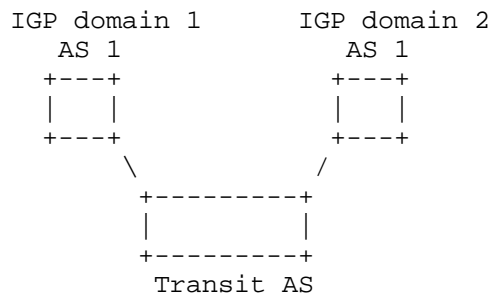 IGP domain 1 IGP domain 2
AS 1 AS 1
Transit AS